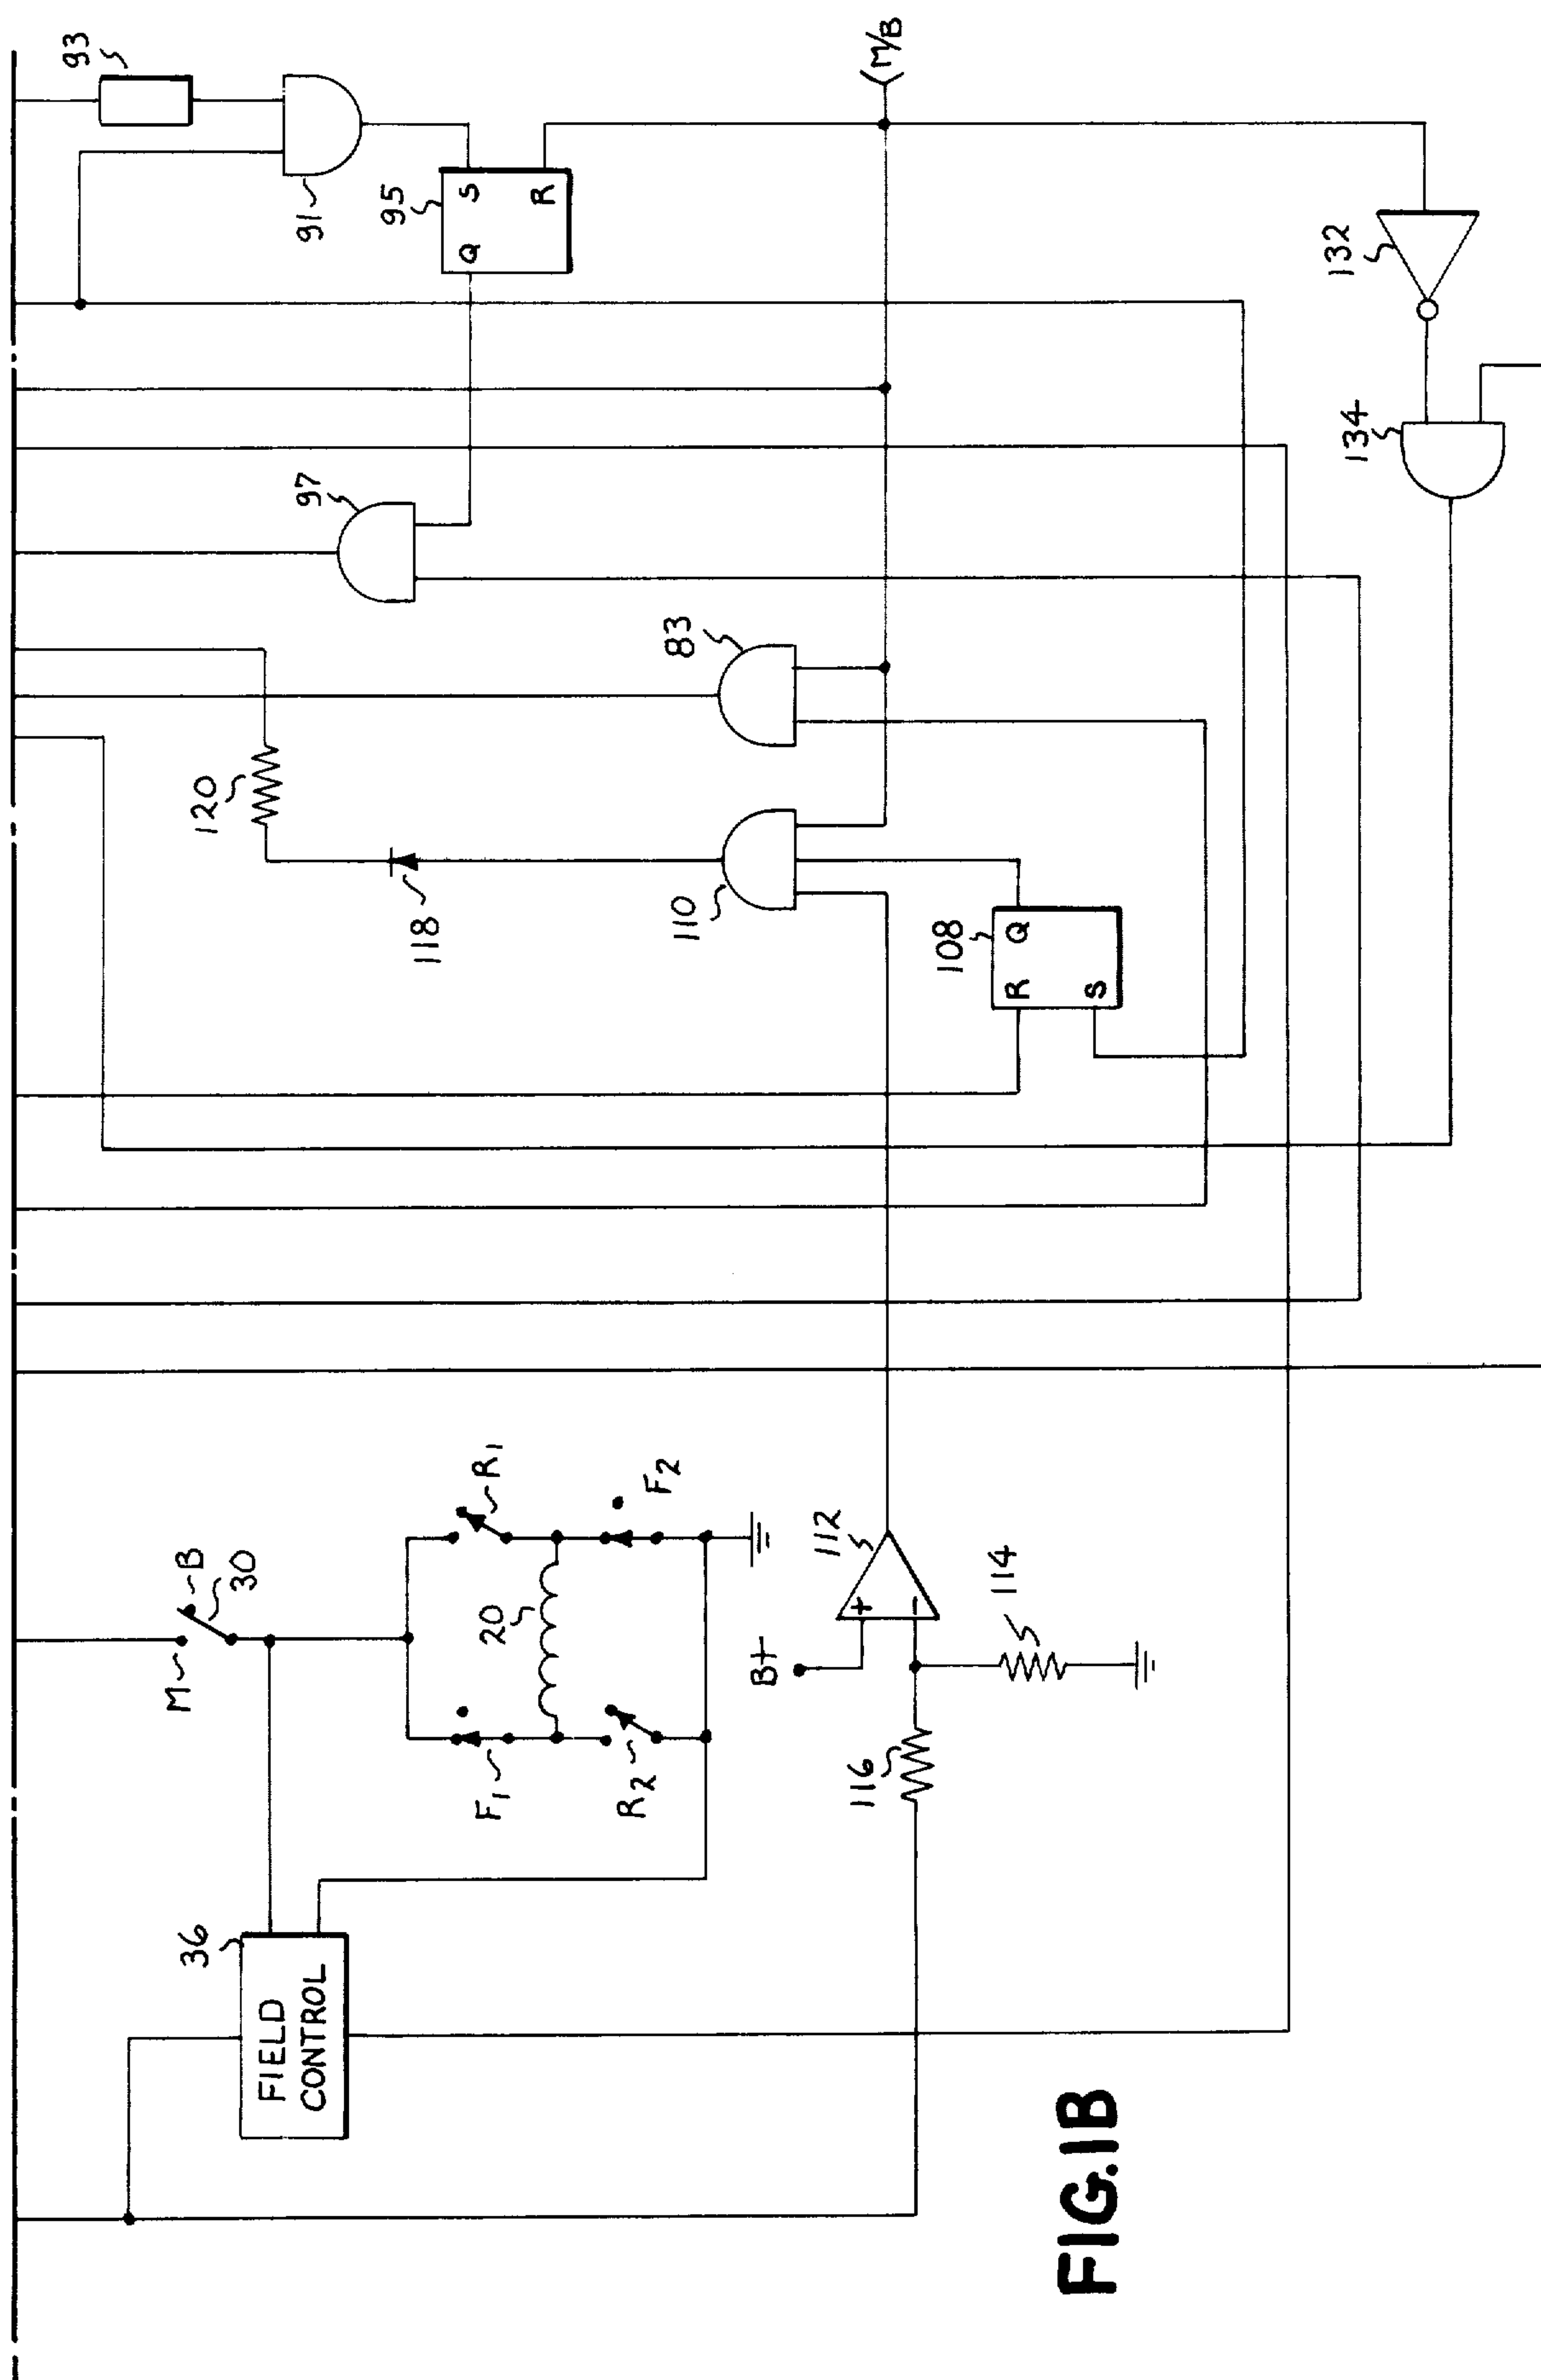 93
91
95
S
Q
R
(M/B
132
134
97
83
120
118
110
108
R
Q
S
M
B
30
R1
F2
20
F1
R2
112
+
−
B+
114
116
36
FIELD
CONTROL
FIG.1B